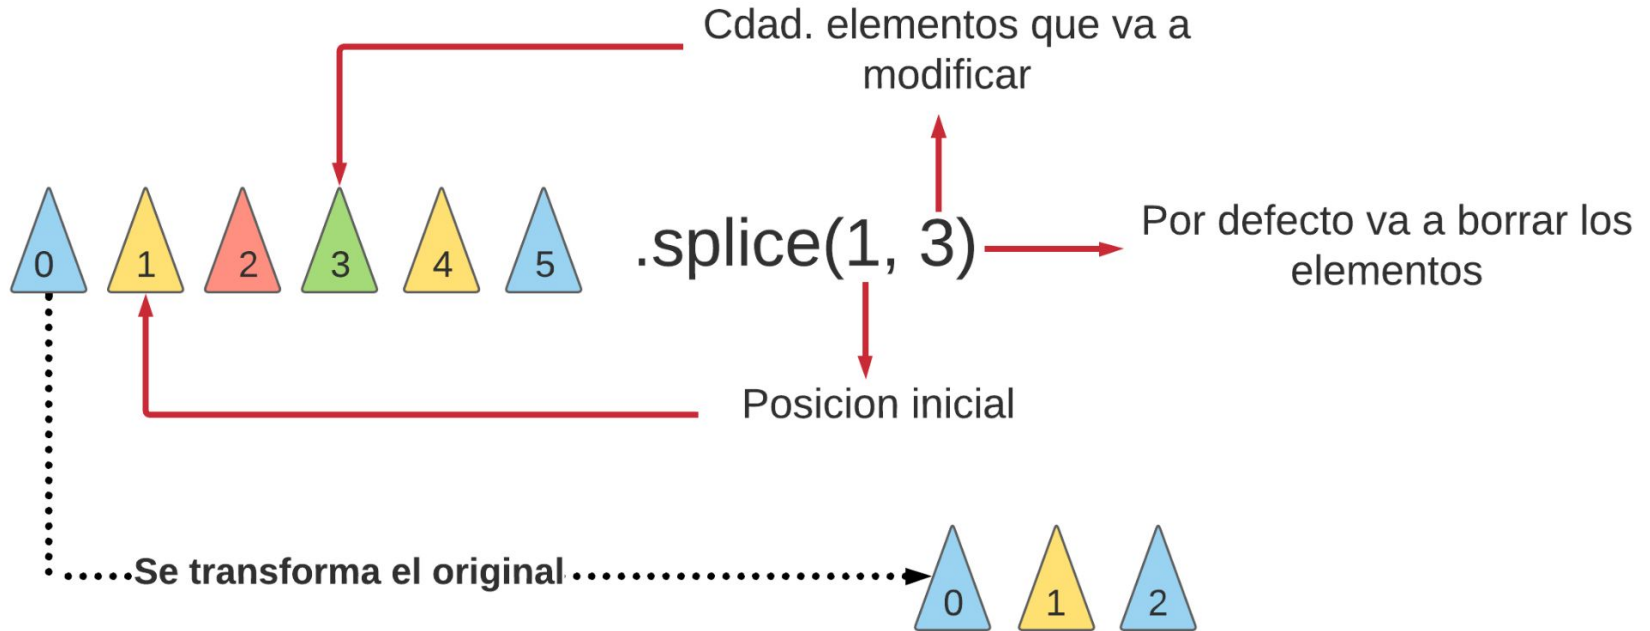 Cdad. elementos que va a
modificar
0 1 2 3 4 5
.splice(1, 3)
Por defecto va a borrar los
elementos
Posicion inicial
Se transforma el original
0 1 2